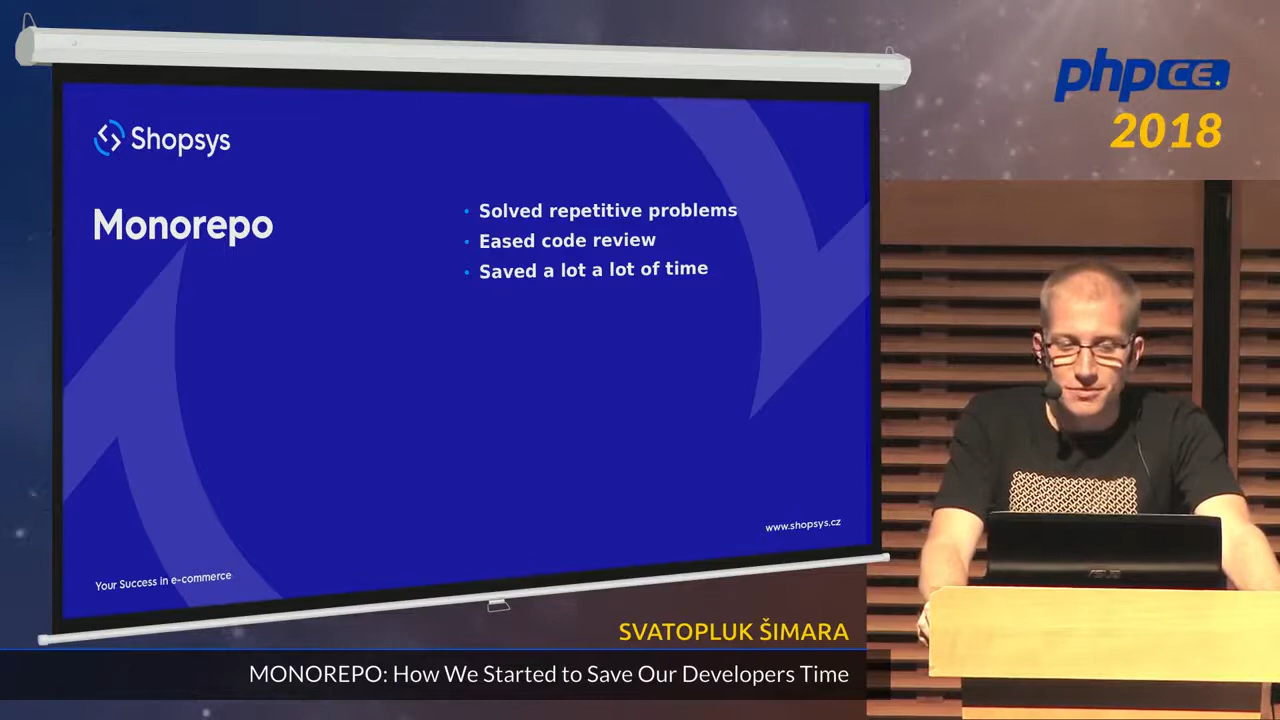 phpCE.
2018
Shopsys
Monorepo
• Solved repetitive problems
• Eased code review
• Saved a lot a lot of time
www.shopsys.cz
Your Success in e-commerce
ASUS
SVATOPLUK ŠIMARA
MONOREPO: How We Started to Save Our Developers Time